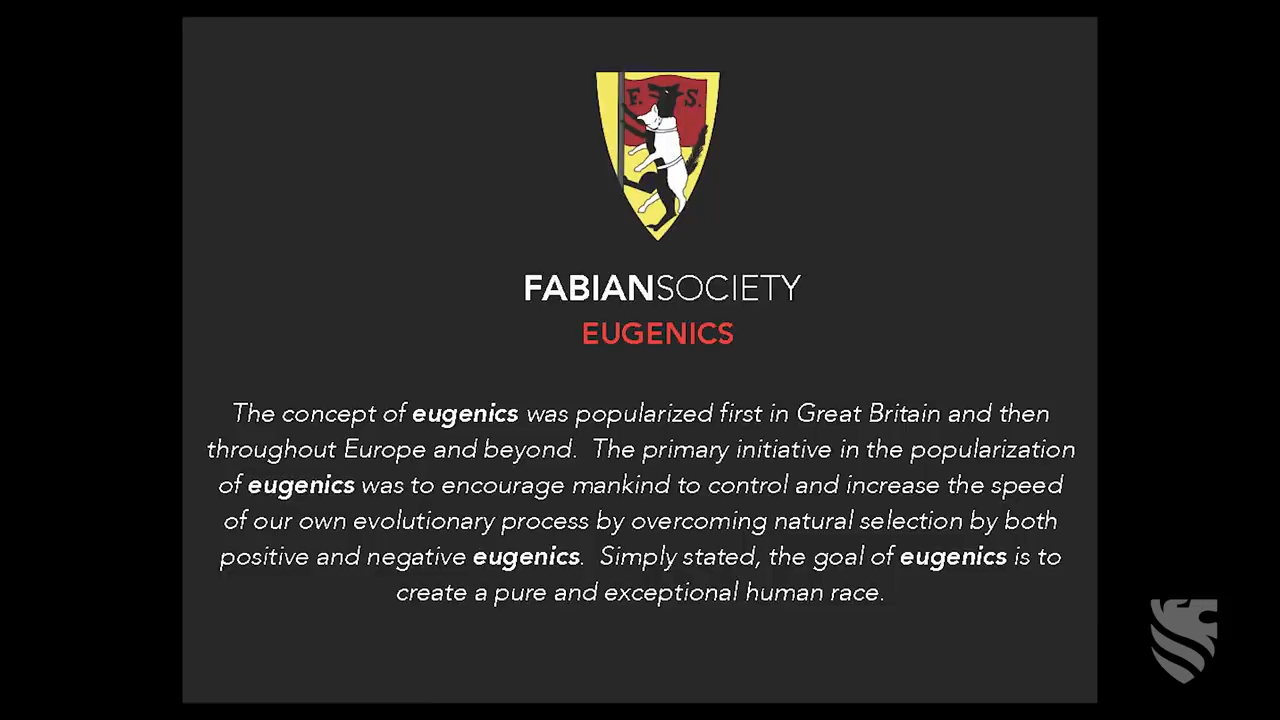 F. S.
FABIANSOCIETY
EUGENICS
The concept of eugenics was popularized first in Great Britain and then
throughout Europe and beyond.  The primary initiative in the popularization
of eugenics was to encourage mankind to control and increase the speed
of our own evolutionary process by overcoming natural selection by both
positive and negative eugenics.  Simply stated, the goal of eugenics is to
create a pure and exceptional human race.